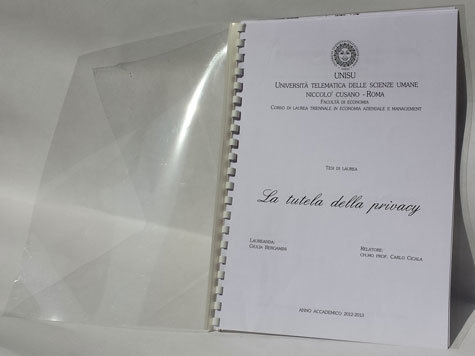 UNISU
UNIVERSITÀ TELEMATICA DELLE SCIENZE UMANE
NICCOLO' CUSANO - ROMA
FACOLTÀ DI ECONOMIA
CORSO DI LAUREA TRIENNALE IN ECONOMIA AZIENDALE E MANAGEMENT
TESI DI LAUREA
La tutela della privacy
LAUREANDA:
GIULIA BERGAMIN
RELATORE:
CH.MO PROF. CARLO CICALA
ANNO ACCADEMICO 2012-2013